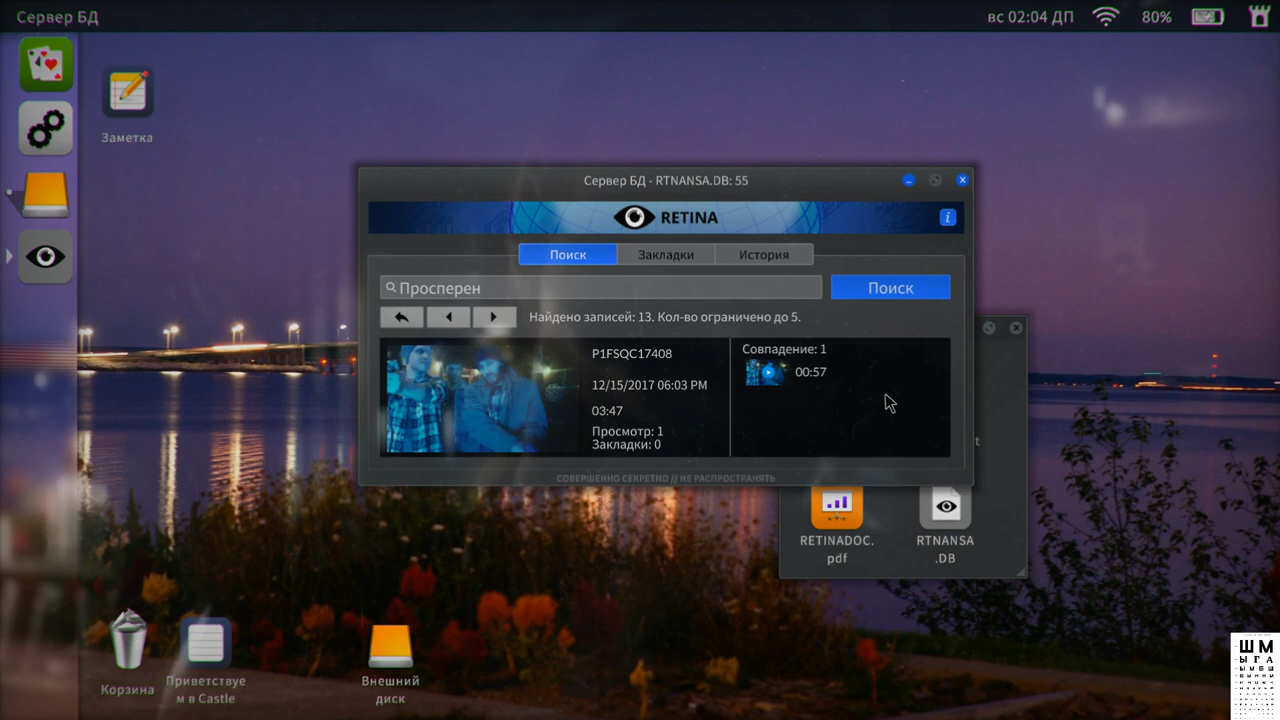 Сервер БД
вс 02:04 ДП
80%
Заметка
Сервер БД - RTNANSA.DB: 55
RETINA
i
Поиск
Закладки
История
Просперен
Поиск
Найдено записей: 13. Кол-во ограничено до 5.
P1FSQC17408
12/15/2017 06:03 PM
03:47
Просмотр: 1
Закладки: 0
Совпадение: 1
00:57
СОВЕРШЕННО СЕКРЕТНО // НЕ РАСПРОСТРАНЯТЬ
t
RETINADOC.
pdf
RTNANSA
.DB
Корзина
Приветствуе
м в Castle
Внешний
диск
Ш М
Ы Г А